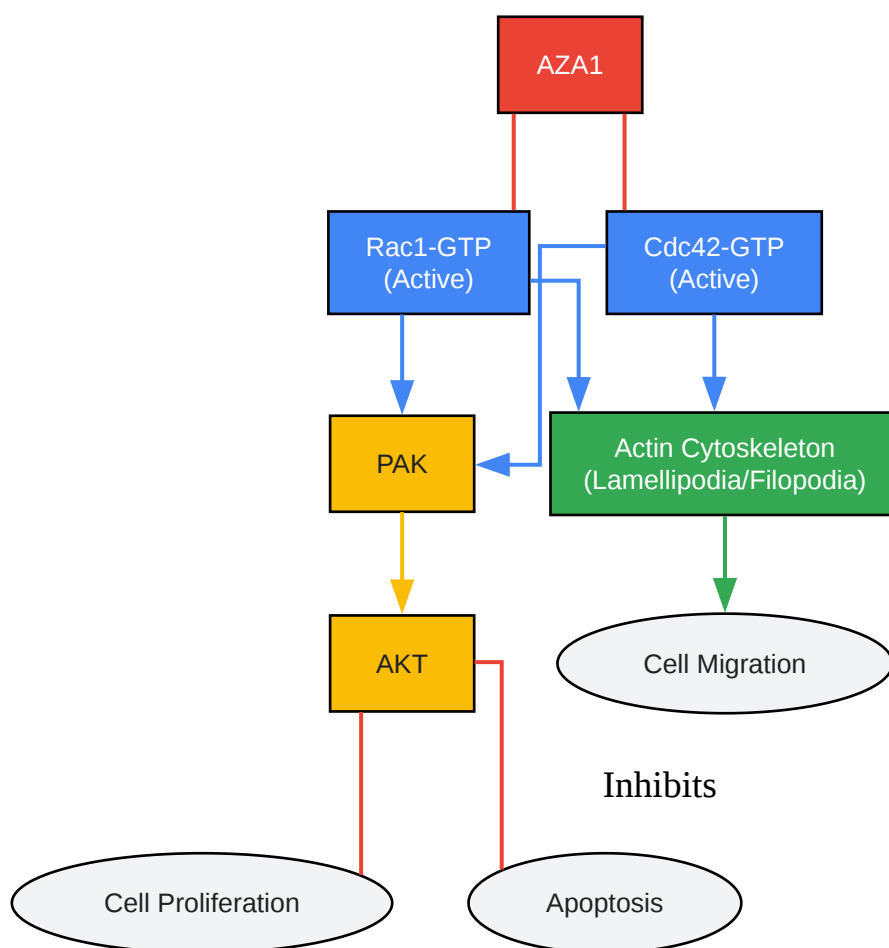 AZA1
Rac1-GTP
(Active)
Cdc42-GTP
(Active)
PAK
Actin Cytoskeleton
(Lamellipodia/Filopodia)
AKT
Cell Migration
Inhibits
Cell Proliferation
Apoptosis